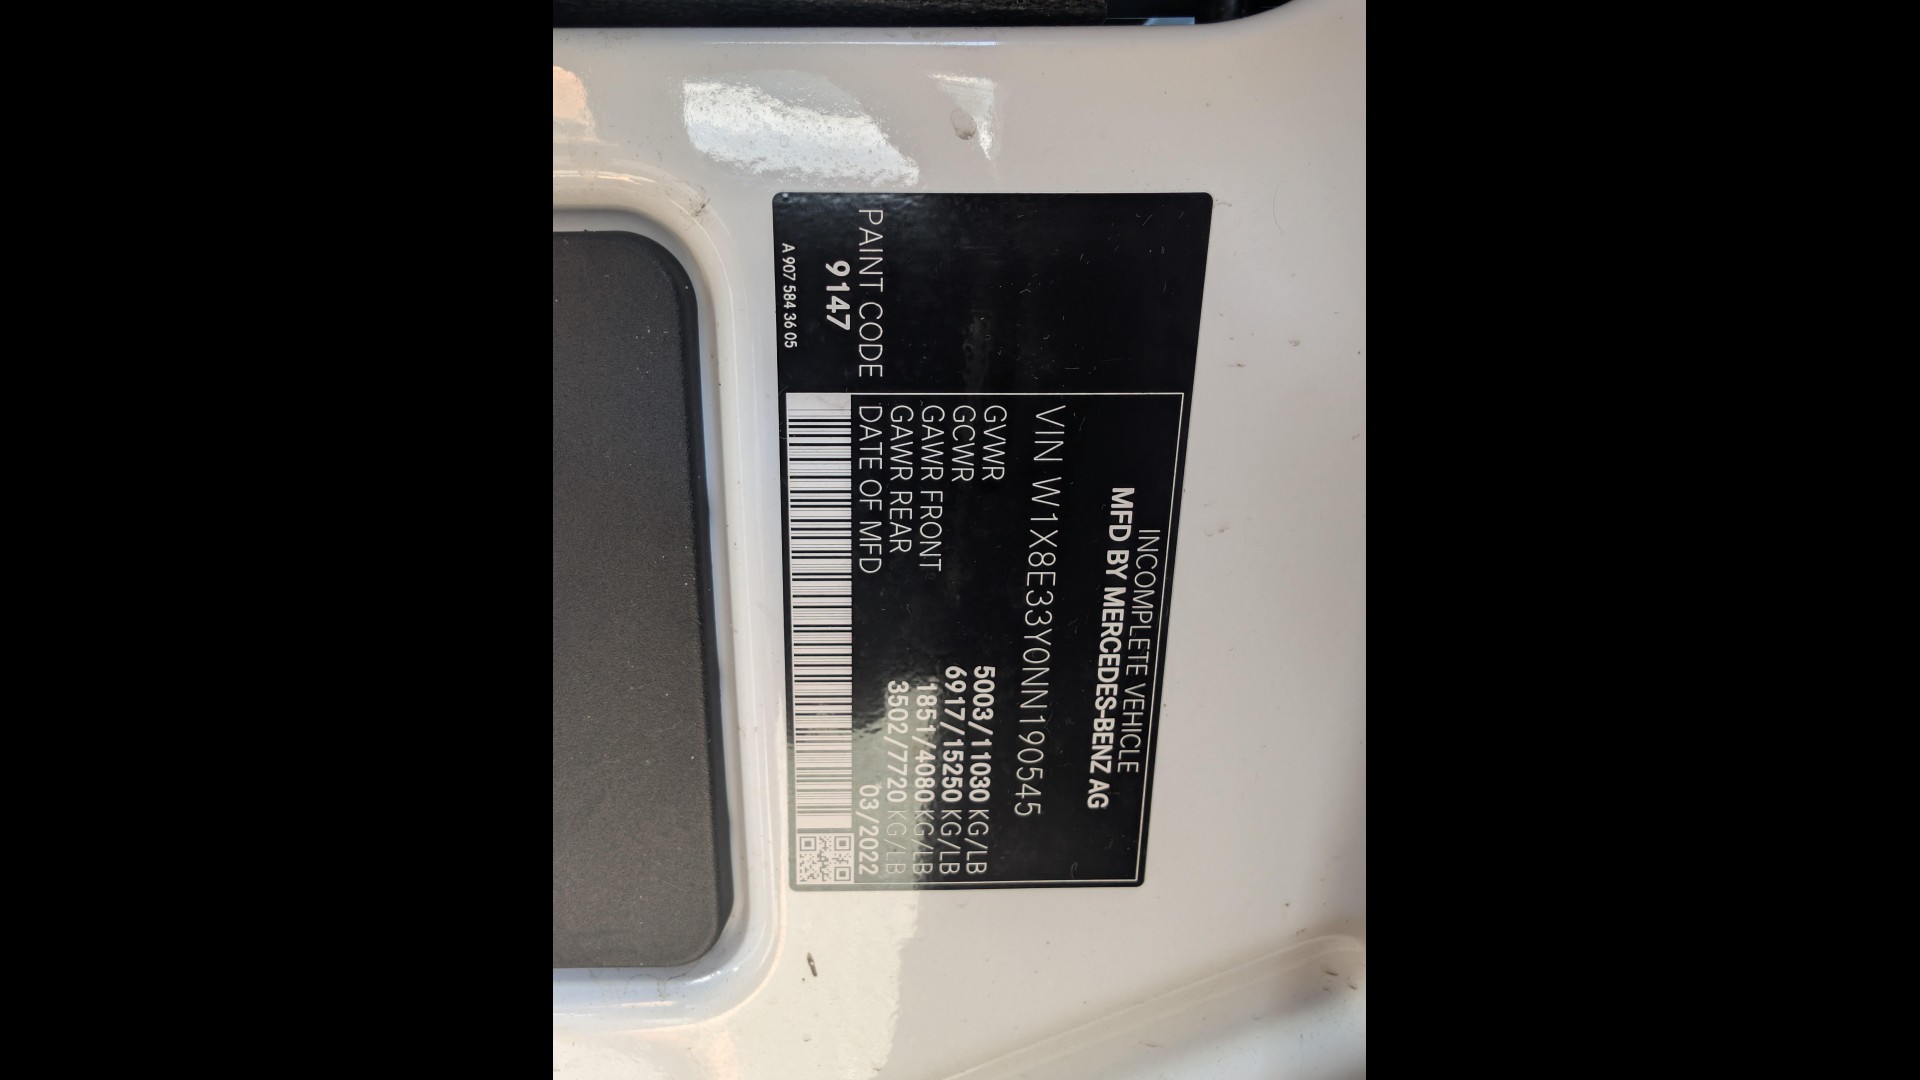 INCOMPLETE VEHICLE
MFD BY MERCEDES-BENZ AG
VIN W1X8E33Y0NN190545
GVWR 5003/11030 KG/LB
GCWR 6917/15250 KG/LB
GAWR FRONT 1851/4080 KG/LB
GAWR REAR 3502/7720 KG/LB
DATE OF MFD 03/2022
PAINT CODE
9147
A 907 584 36 05